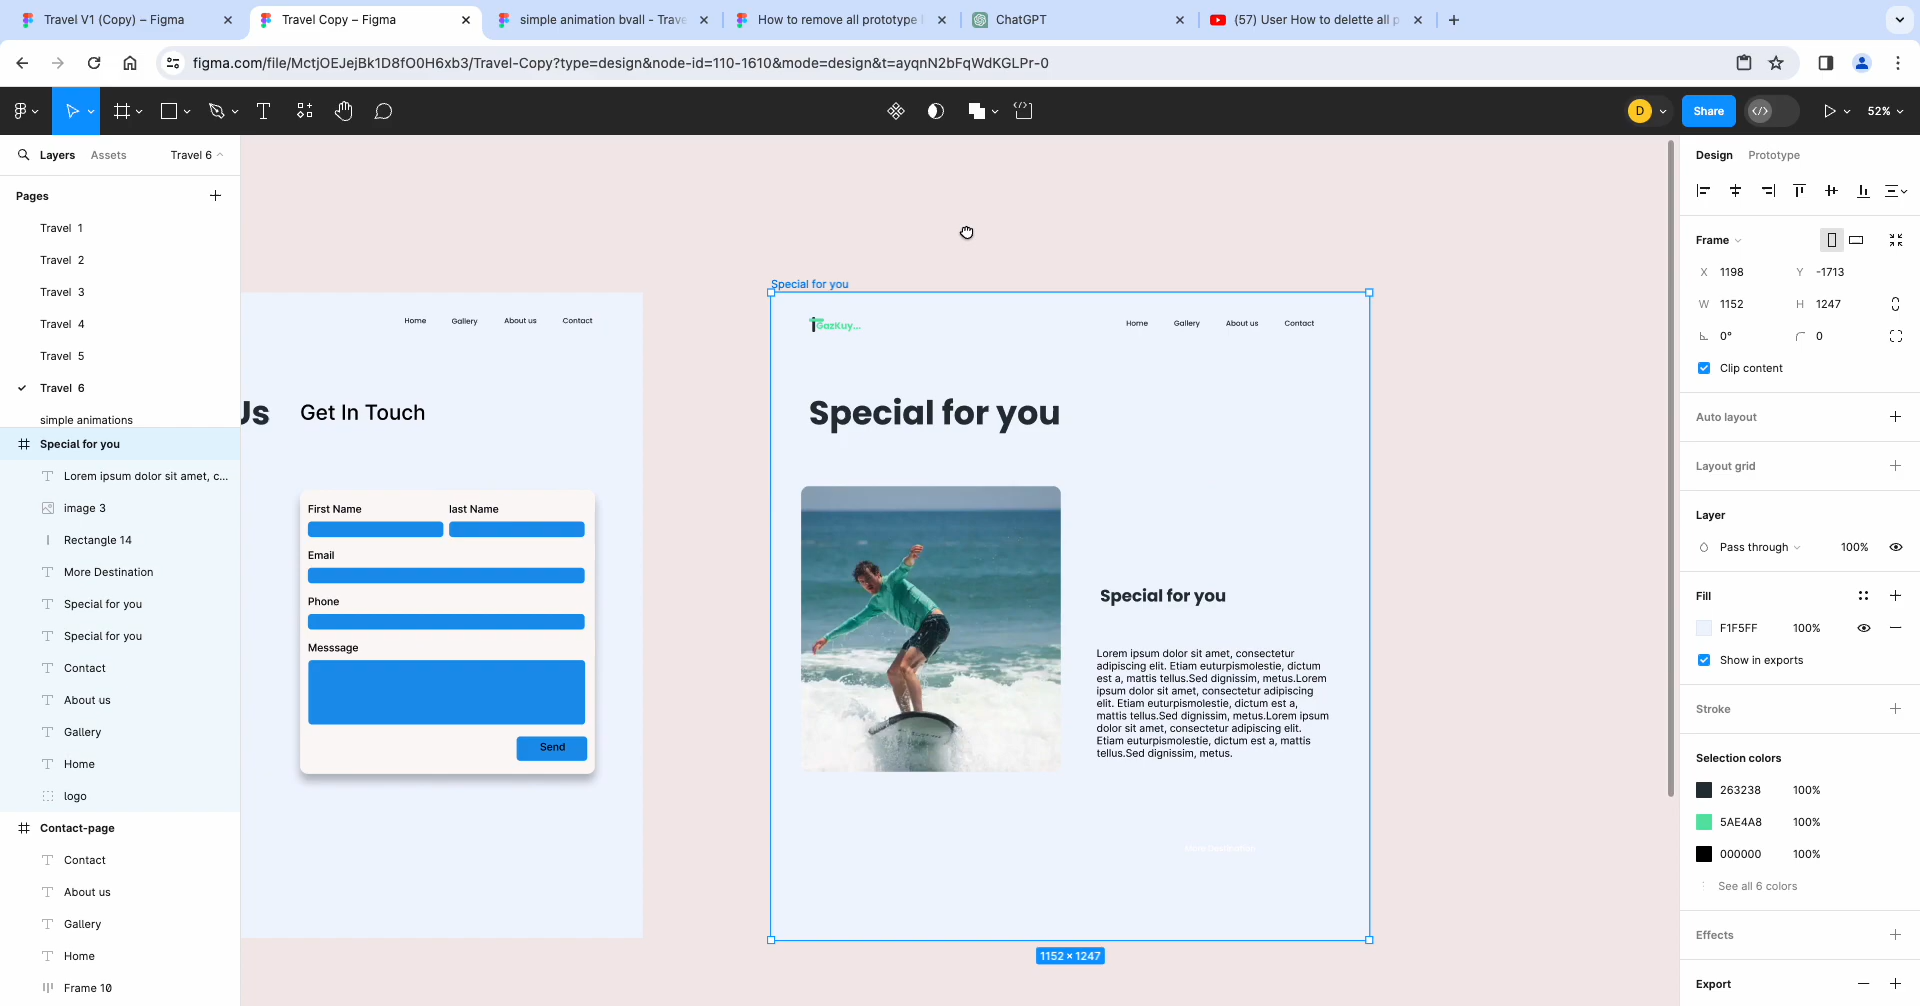 Travel V1 (Copy) – Figma
Travel Copy – Figma
simple animation bvall - Trave
How to remove all prototype
ChatGPT
(57) User How to delette all p
figma.com/file/MctjOEJejBk1D8fO0H6xb3/Travel-Copy?type=design&node-id=110-1610&mode=design&t=ayqnN2bFqWdKGLPr-0
D
Share
52%
Layers
Assets
Travel 6
Pages
Travel 1
Travel 2
Travel 3
Travel 4
Travel 5
Travel 6
simple animations
Special for you
Lorem ipsum dolor sit amet, c...
image 3
Rectangle 14
More Destination
Special for you
Special for you
Contact
About us
Gallery
Home
logo
Contact-page
Contact
About us
Gallery
Home
Frame 10
Home
Gallery
About us
Contact
Us
Get In Touch
First Name
last Name
Email
Phone
Messsage
Send
Special for you
GazKuy...
Home
Gallery
About us
Contact
Special for you
Special for you
Lorem ipsum dolor sit amet, consectetur
adipiscing elit. Etiam euturpismolestie, dictum
est a, mattis tellus.Sed dignissim, metus.Lorem
ipsum dolor sit amet, consectetur adipiscing
elit. Etiam euturpismolestie, dictum est a,
mattis tellus.Sed dignissim, metus.Lorem ipsum
dolor sit amet, consectetur adipiscing elit.
Etiam euturpismolestie, dictum est a, mattis
tellus.Sed dignissim, metus.
1152 × 1247
Design
Prototype
Frame
X 1198
Y -1713
W 1152
H 1247
0°
0
Clip content
Auto layout
Layout grid
Layer
Pass through
100%
Fill
F1F5FF
100%
Show in exports
Stroke
Selection colors
263238
100%
5AE4A8
100%
000000
100%
See all 6 colors
Effects
Export